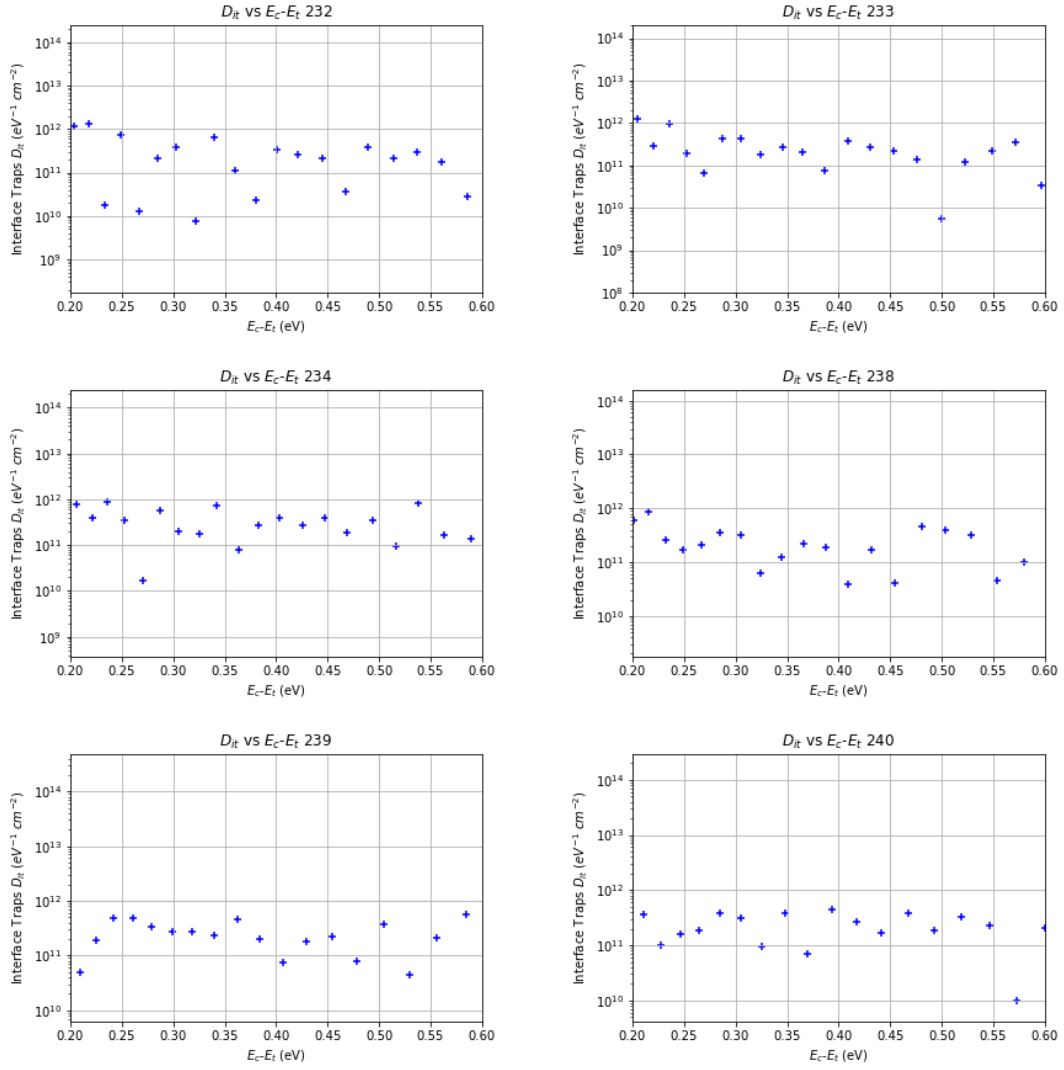 D_it vs E_c-E_t 232
10^14
10^13
10^12
10^11
10^10
10^9
Interface Traps D_it (eV^−1 cm^−2)
0.20 0.25 0.30 0.35 0.40 0.45 0.50 0.55 0.60
E_c-E_t (eV)
D_it vs E_c-E_t 233
10^14
10^13
10^12
10^11
10^10
10^9
10^8
Interface Traps D_it (eV^−1 cm^−2)
0.20 0.25 0.30 0.35 0.40 0.45 0.50 0.55 0.60
E_c-E_t (eV)
D_it vs E_c-E_t 234
10^14
10^13
10^12
10^11
10^10
10^9
Interface Traps D_it (eV^−1 cm^−2)
0.20 0.25 0.30 0.35 0.40 0.45 0.50 0.55 0.60
E_c-E_t (eV)
D_it vs E_c-E_t 238
10^14
10^13
10^12
10^11
10^10
Interface Traps D_it (eV^−1 cm^−2)
0.20 0.25 0.30 0.35 0.40 0.45 0.50 0.55 0.60
E_c-E_t (eV)
D_it vs E_c-E_t 239
10^14
10^13
10^12
10^11
10^10
Interface Traps D_it (eV^−1 cm^−2)
0.20 0.25 0.30 0.35 0.40 0.45 0.50 0.55 0.60
E_c-E_t (eV)
D_it vs E_c-E_t 240
10^14
10^13
10^12
10^11
10^10
Interface Traps D_it (eV^−1 cm^−2)
0.20 0.25 0.30 0.35 0.40 0.45 0.50 0.55 0.60
E_c-E_t (eV)